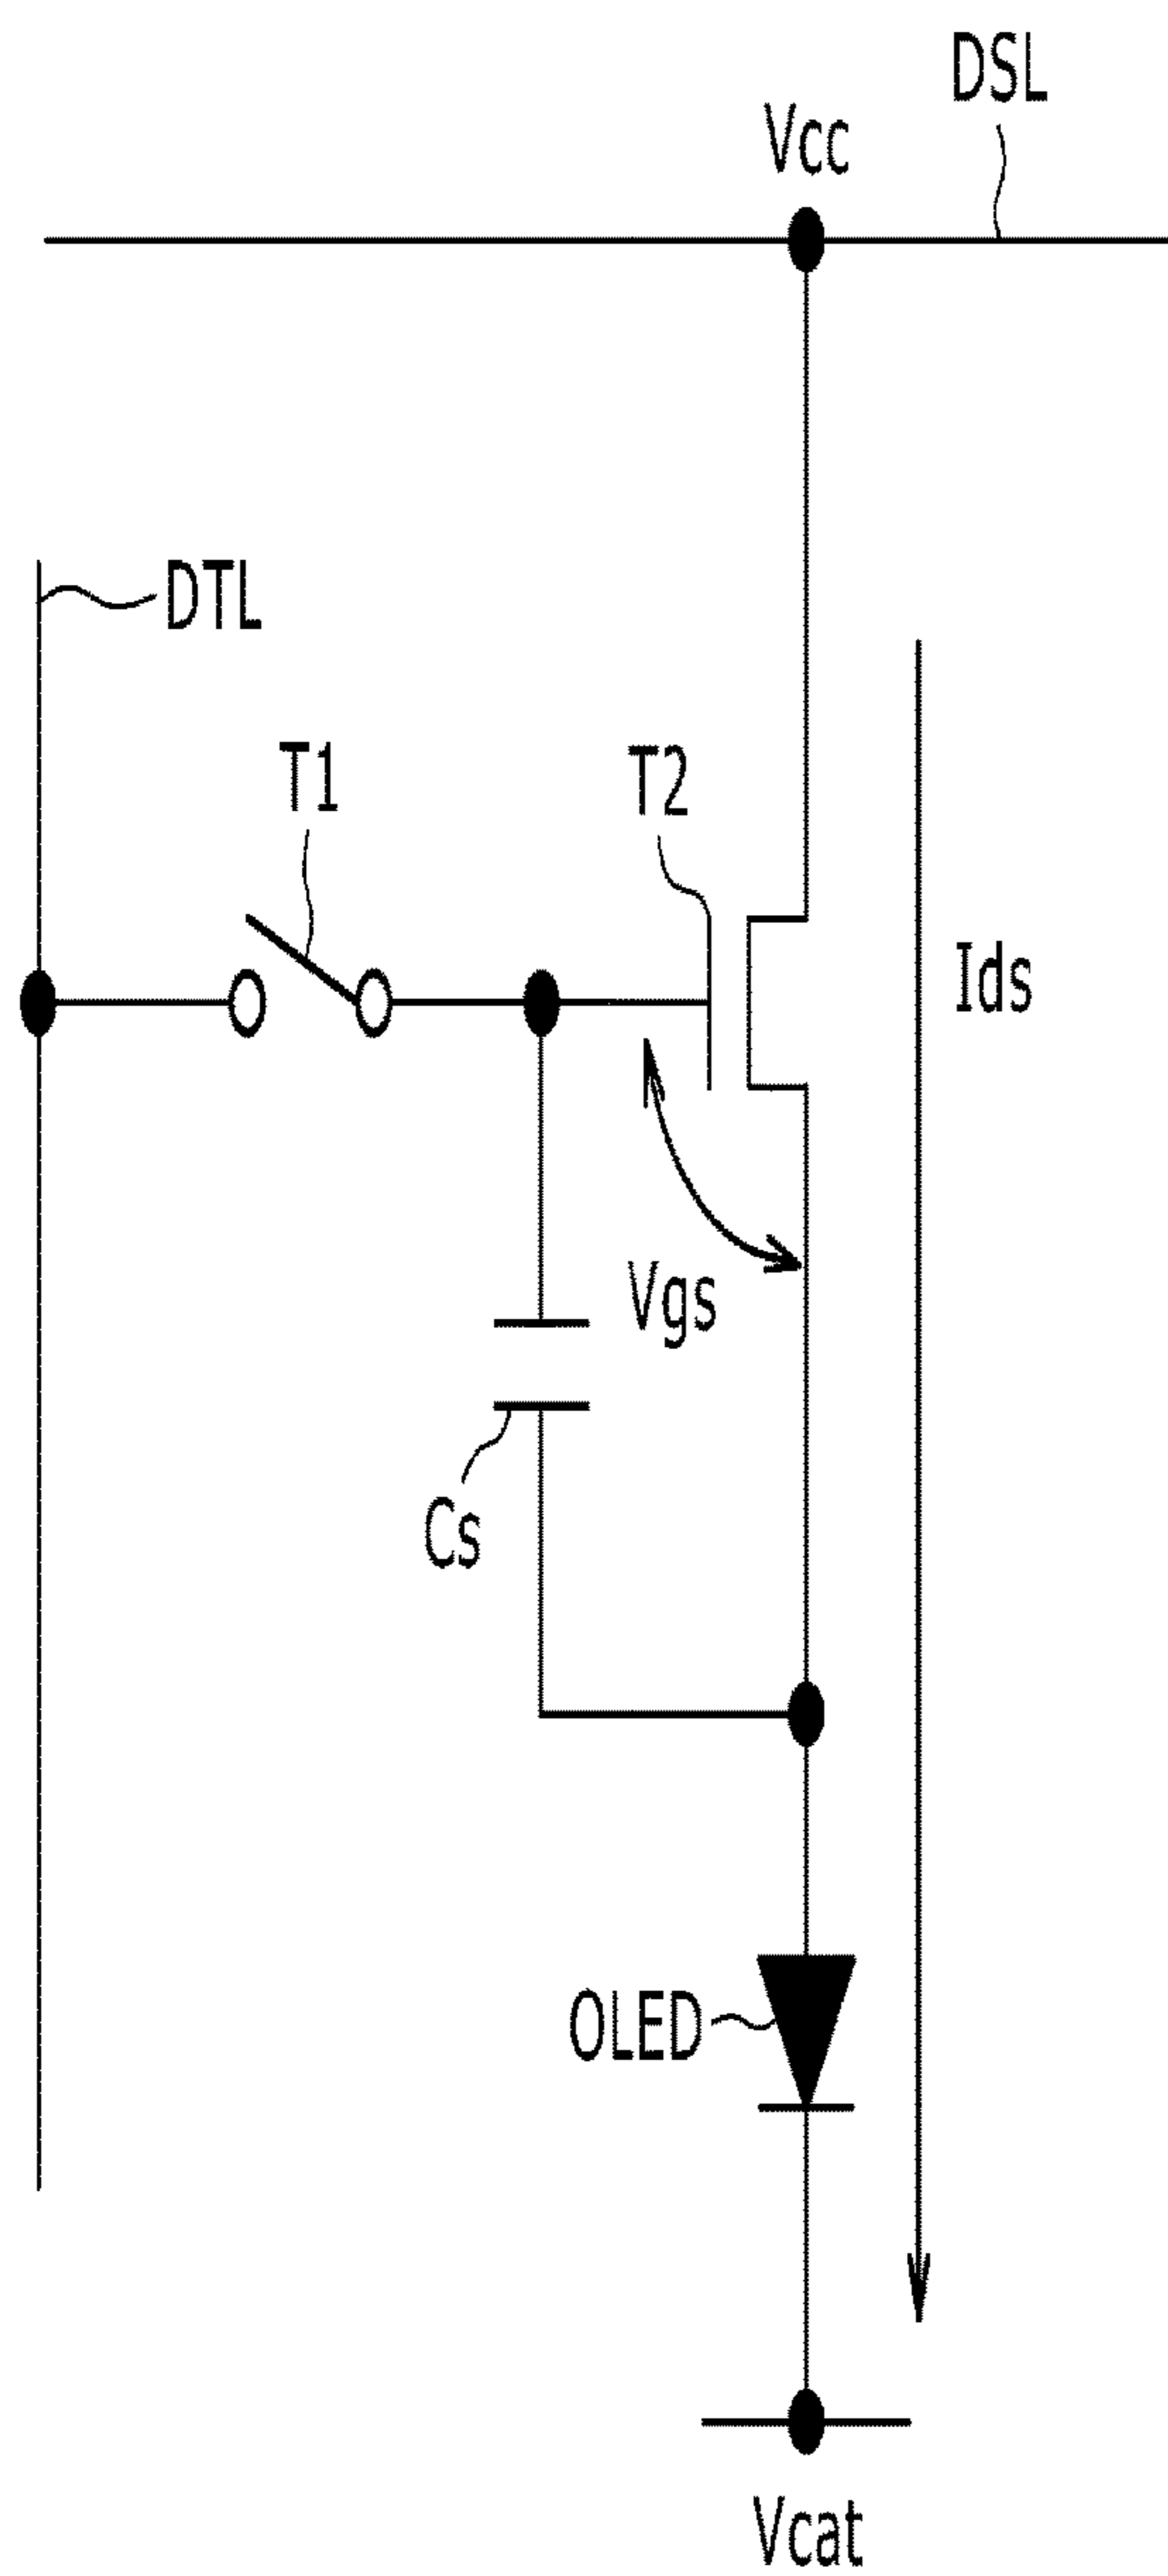 DSL
Vcc
DTL
T1
T2
Ids
Vgs
Cs
OLED
Vcat